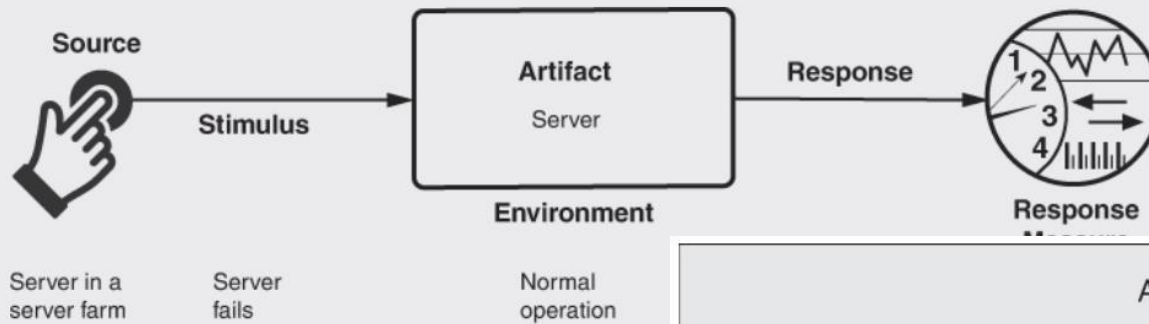 Source
Artifact
Response
Server
Stimulus
1
2
3
4
Environment
Response
Server in a
server farm
Server
fails
Normal
operation
A